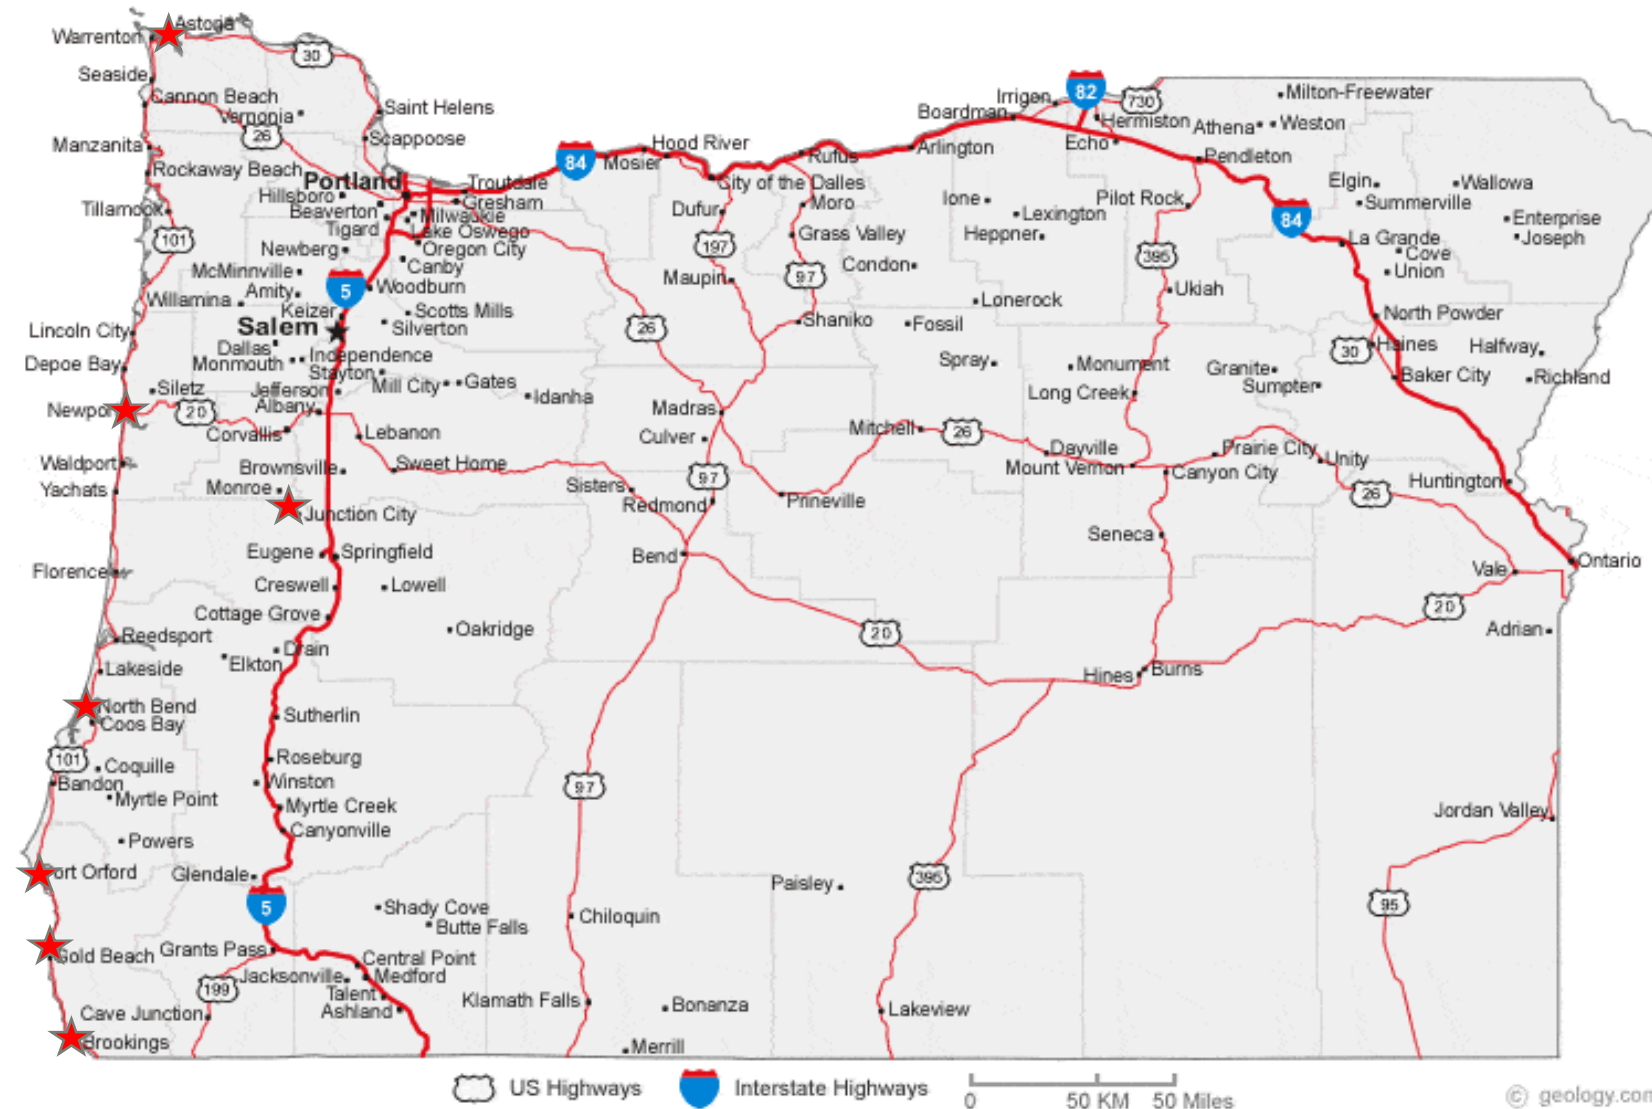 Astoria
Warrenton
30
Seaside
Cannon Beach
Saint Helens
Vernonia
26
Scappoose
Manzanita
Rockaway Beach
Portland
Hillsboro
Troutdale
Gresham
Beaverton
Milwaukie
Tillamook
Tigard
Lake Oswego
101
Newberg
Oregon City
Canby
McMinnville
Amity
5
Woodburn
Willamina
Keizer
Scotts Mills
Salem
Silverton
Lincoln City
Dallas
Independence
Depoe Bay
Monmouth
Stayton
Siletz
Jefferson
Mill City
Gates
Idanha
Newport
20
Albany
Corvallis
Lebanon
Waldport
Brownsville
Sweet Home
Yachats
Monroe
Junction City
Eugene
Springfield
Florence
Creswell
Lowell
Cottage Grove
Reedsport
Drain
Oakridge
Elkton
Lakeside
North Bend
Coos Bay
Sutherlin
101
Coquille
Roseburg
Bandon
Winston
Myrtle Point
Myrtle Creek
Powers
Canyonville
Port Orford
Glendale
5
Shady Cove
Butte Falls
Gold Beach
Grants Pass
Central Point
Jacksonville
Medford
199
Talent
Cave Junction
Ashland
Brookings
84
Mosier
Hood River
City of the Dalles
Rufus
Arlington
Boardman
Irrigon
82
730
Hermiston
Echo
Milton-Freewater
Athena
Weston
Pendleton
Dufur
Moro
197
Grass Valley
Maupin
97
Shaniko
26
Ione
Lexington
Heppner
Condon
Lonerock
Fossil
Spray
Pilot Rock
395
Ukiah
Monument
Long Creek
Elgin
Wallowa
Summerville
84
Enterprise
Joseph
La Grande
Cove
Union
North Powder
30
Haines
Halfway
Granite
Sumpter
Baker City
Richland
Madras
Culver
Mitchell
26
Dayville
Mount Vernon
Prairie City
Unity
Canyon City
26
Huntington
Sisters
97
Redmond
Prineville
Bend
Seneca
Vale
Ontario
20
20
Adrian
Hines
Burns
97
Jordan Valley
395
Paisley
95
Chiloquin
Klamath Falls
Bonanza
Lakeview
Merrill
US Highways
Interstate Highways
0
50 KM
50 Miles
© geology.com